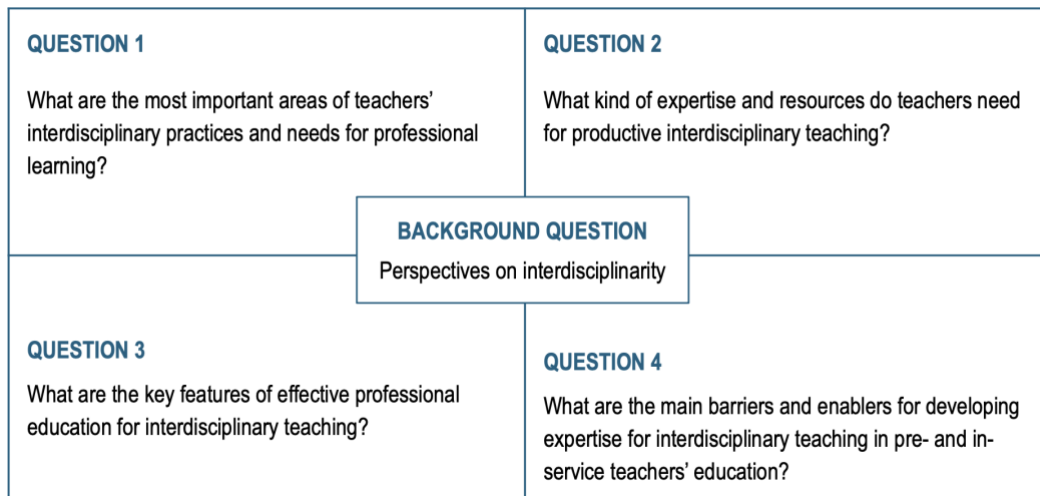 QUESTION 1
What are the most important areas of teachers'
interdisciplinary practices and needs for professional
learning?
QUESTION 2
What kind of expertise and resources do teachers need
for productive interdisciplinary teaching?
BACKGROUND QUESTION
Perspectives on interdisciplinarity
QUESTION 3
What are the key features of effective professional
education for interdisciplinary teaching?
QUESTION 4
What are the main barriers and enablers for developing
expertise for interdisciplinary teaching in pre- and in-
service teachers' education?